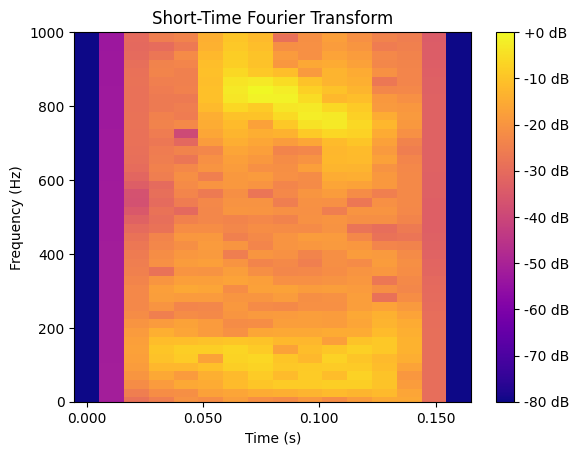 Short-Time Fourier Transform
1000
800
600
400
200
0
Frequency (Hz)
0.000
0.050
0.100
0.150
Time (s)
+0 dB
-10 dB
-20 dB
-30 dB
-40 dB
-50 dB
-60 dB
-70 dB
-80 dB